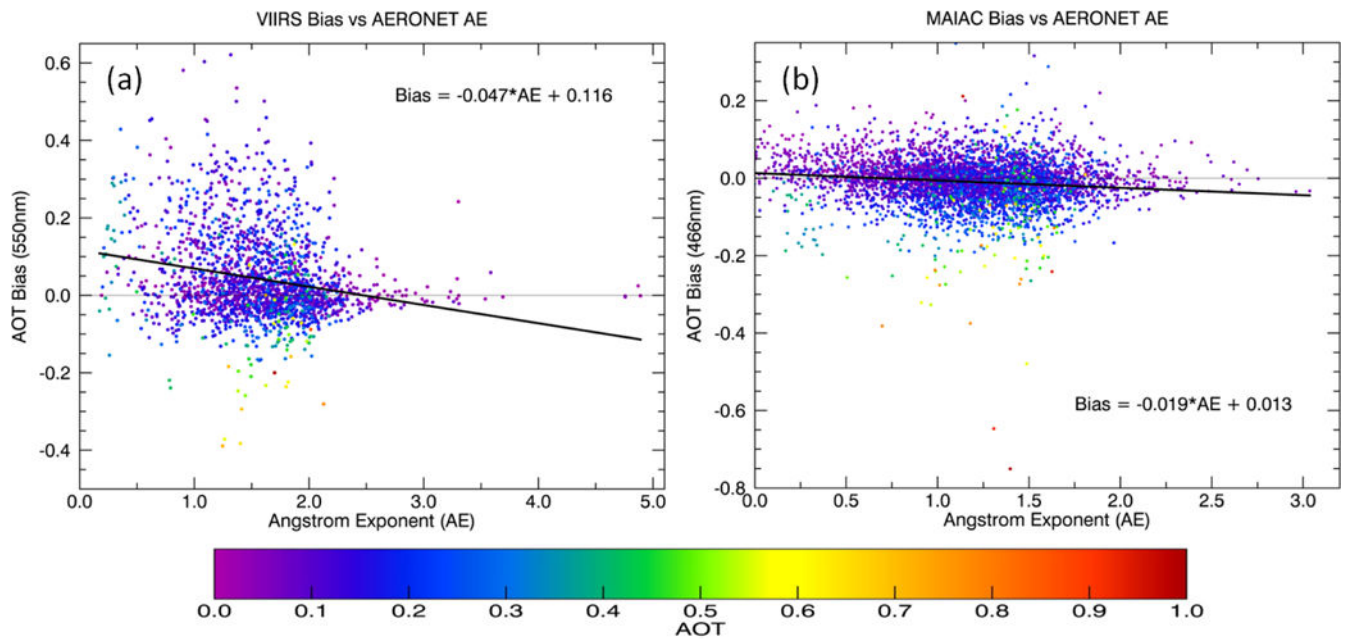 VIIRS Bias vs AERONET AE
MAIAC Bias vs AERONET AE
(a)
Bias = -0.047*AE + 0.116
AOT Bias (550nm)
0.6
0.4
0.2
0.0
-0.2
-0.4
0.0 1.0 2.0 3.0 4.0 5.0
Angstrom Exponent (AE)
(b)
AOT Bias (466nm)
0.2
0.0
-0.2
-0.4
-0.6
-0.8
Bias = -0.019*AE + 0.013
0.0 0.5 1.0 1.5 2.0 2.5 3.0
Angstrom Exponent (AE)
0.0 0.1 0.2 0.3 0.4 0.5 0.6 0.7 0.8 0.9 1.0
AOT